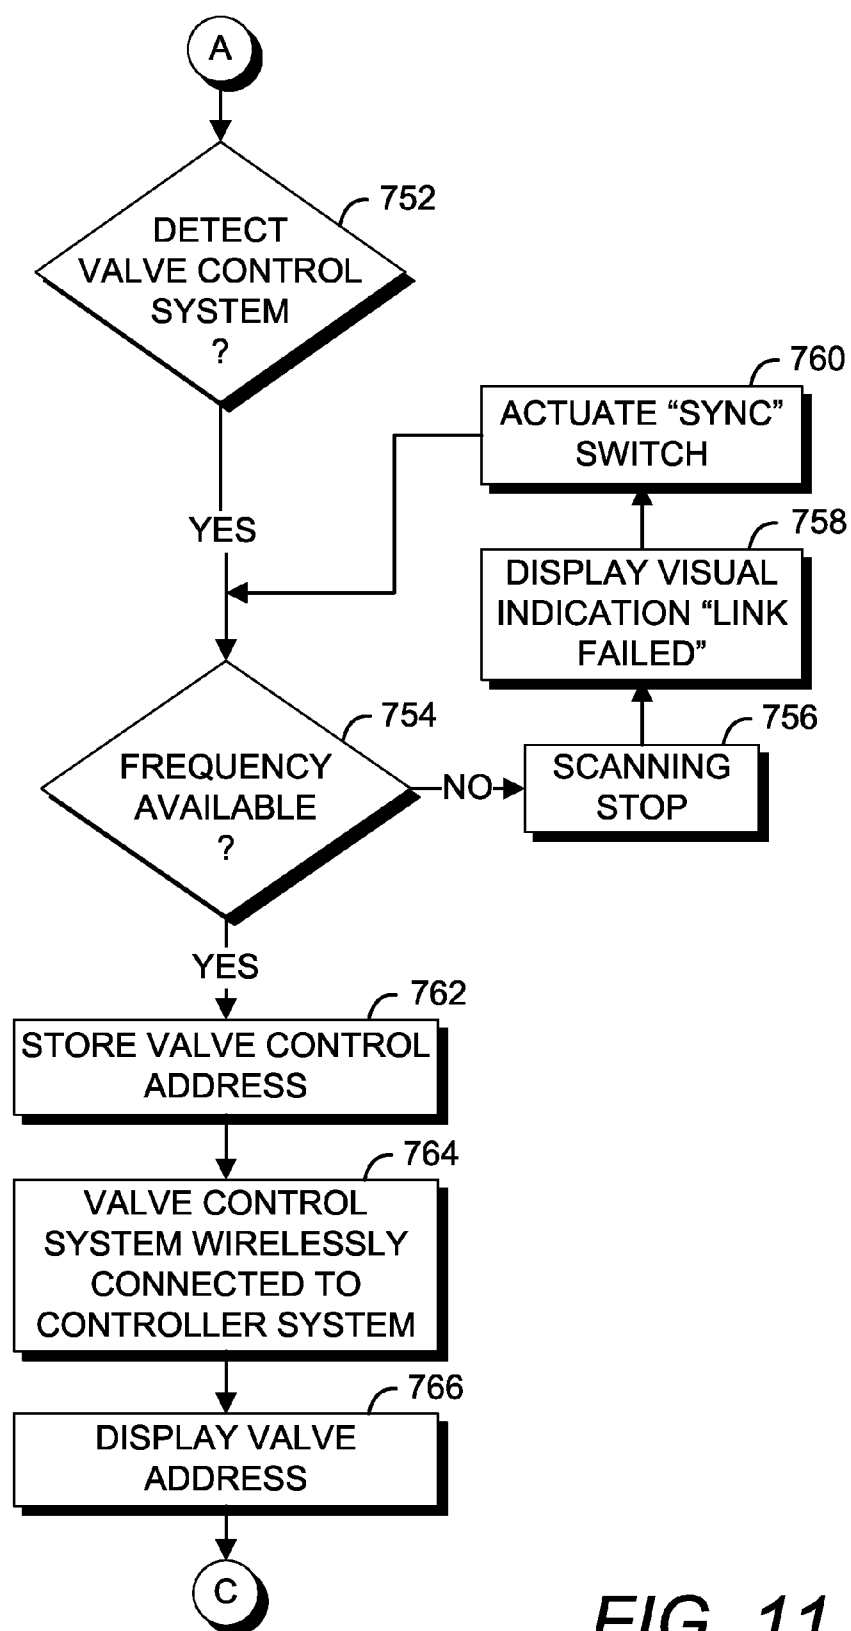 A
752
DETECT
VALVE CONTROL
SYSTEM
?
760
ACTUATE “SYNC”
SWITCH
YES
758
DISPLAY VISUAL
INDICATION “LINK
FAILED”
754
FREQUENCY
AVAILABLE
?
NO
756
SCANNING
STOP
YES
762
STORE VALVE CONTROL
ADDRESS
764
VALVE CONTROL
SYSTEM WIRELESSLY
CONNECTED TO
CONTROLLER SYSTEM
766
DISPLAY VALVE
ADDRESS
C
FIG. 11